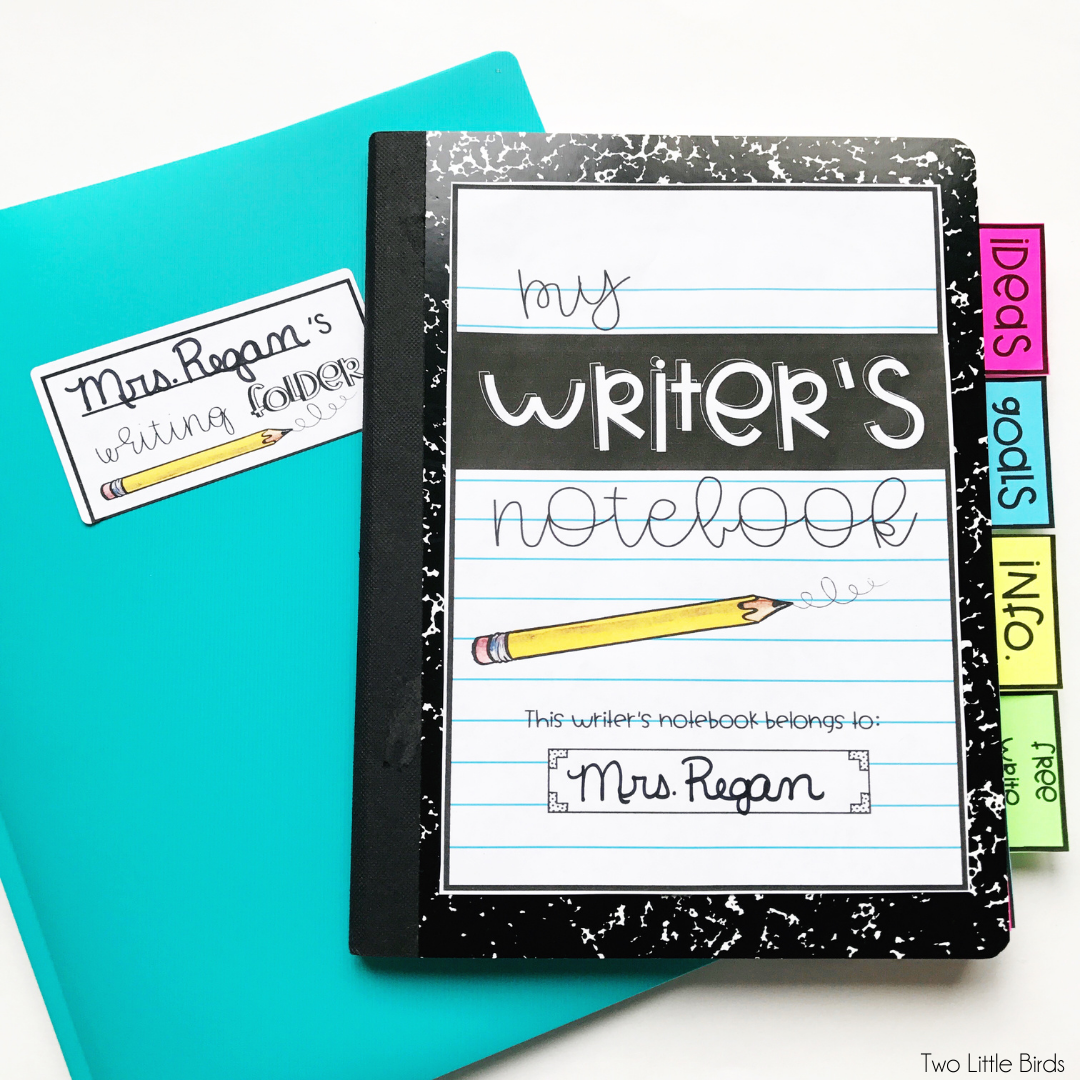 Mrs. Regan's
writing folder
my
writer's
notebook
This writer's notebook belongs to:
Mrs. Regan
ideas
goals
info.
free
write
Two Little Birds